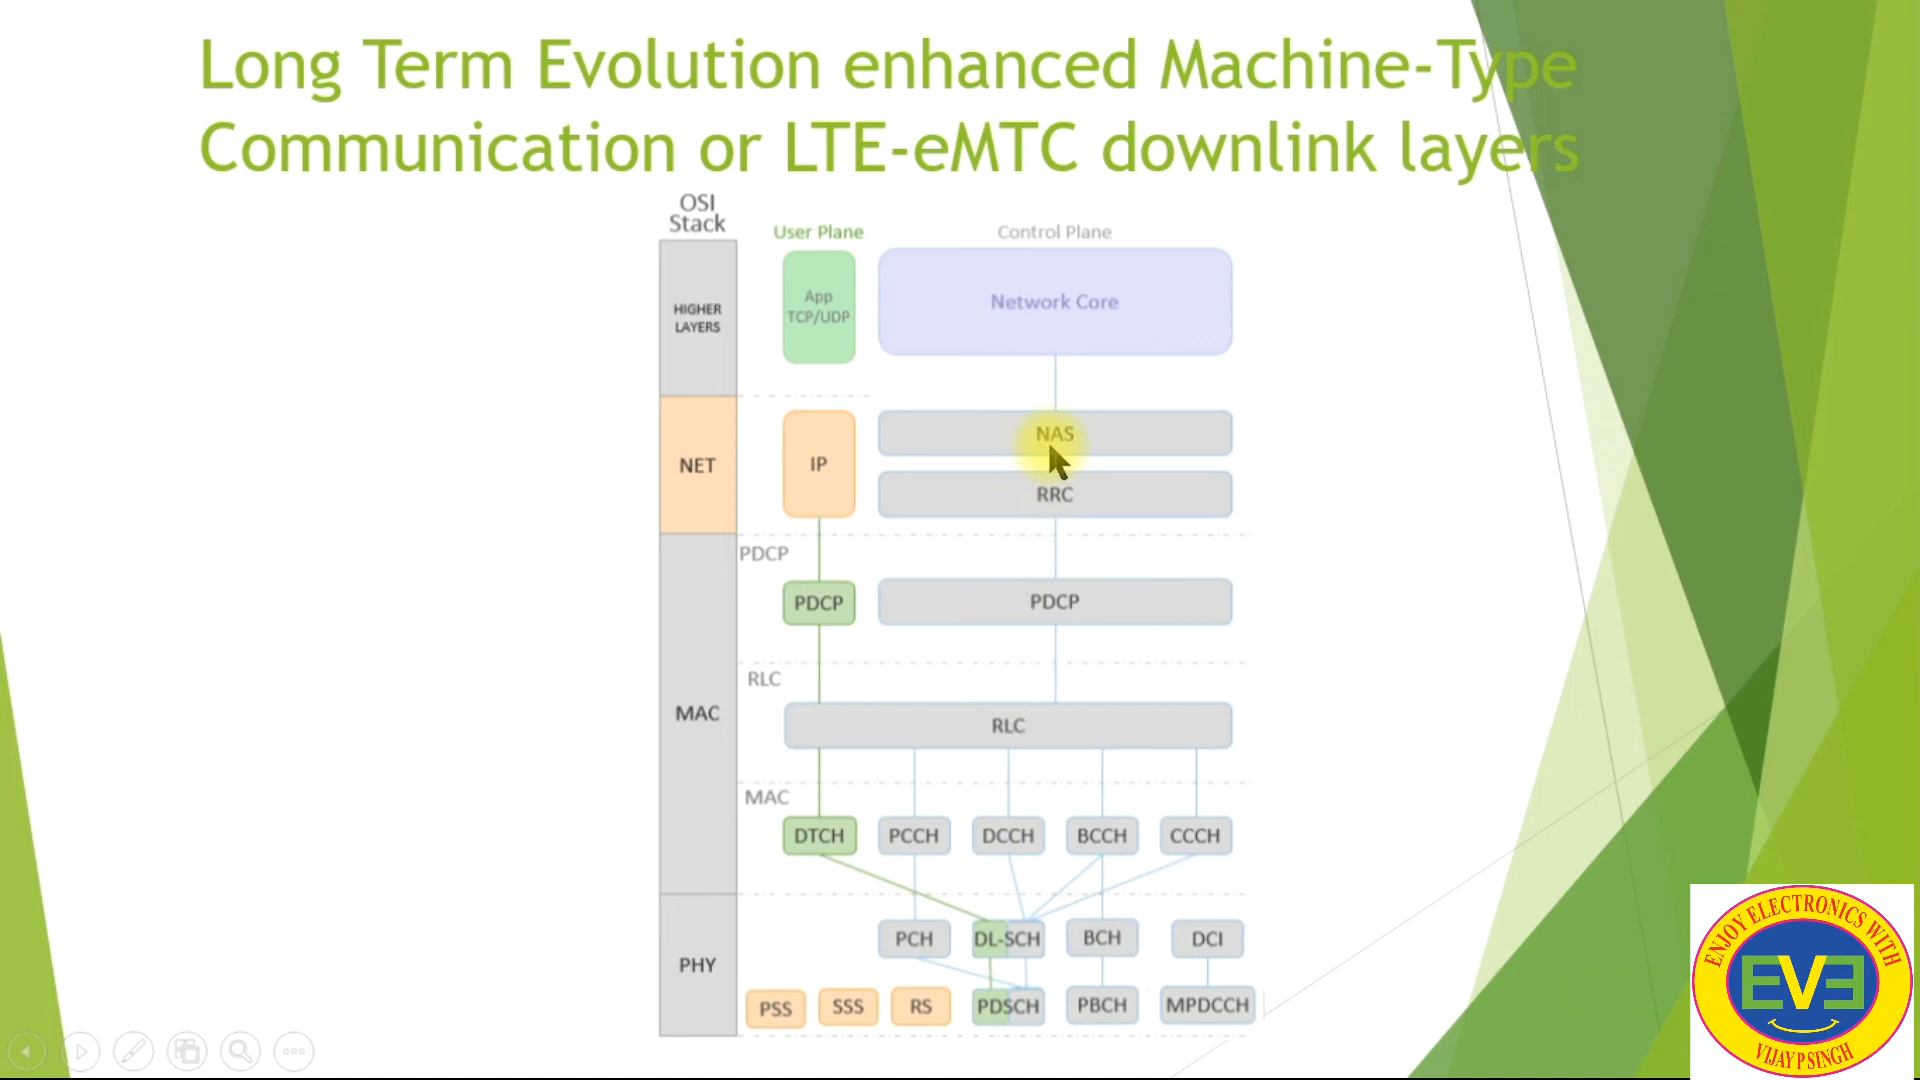 Long Term Evolution enhanced Machine-Type
Communication or LTE-eMTC downlink layers
OSI
Stack
User Plane
Control Plane
HIGHER
LAYERS
App
TCP/UDP
Network Core
NET
IP
NAS
RRC
PDCP
PDCP
PDCP
RLC
MAC
RLC
MAC
DTCH
PCCH
DCCH
BCCH
CCCH
PHY
PCH
DL-SCH
BCH
DCI
PSS
SSS
RS
PDSCH
PBCH
MPDCCH
ENJOY ELECTRONICS WITH
EVE
VIJAY P SINGH